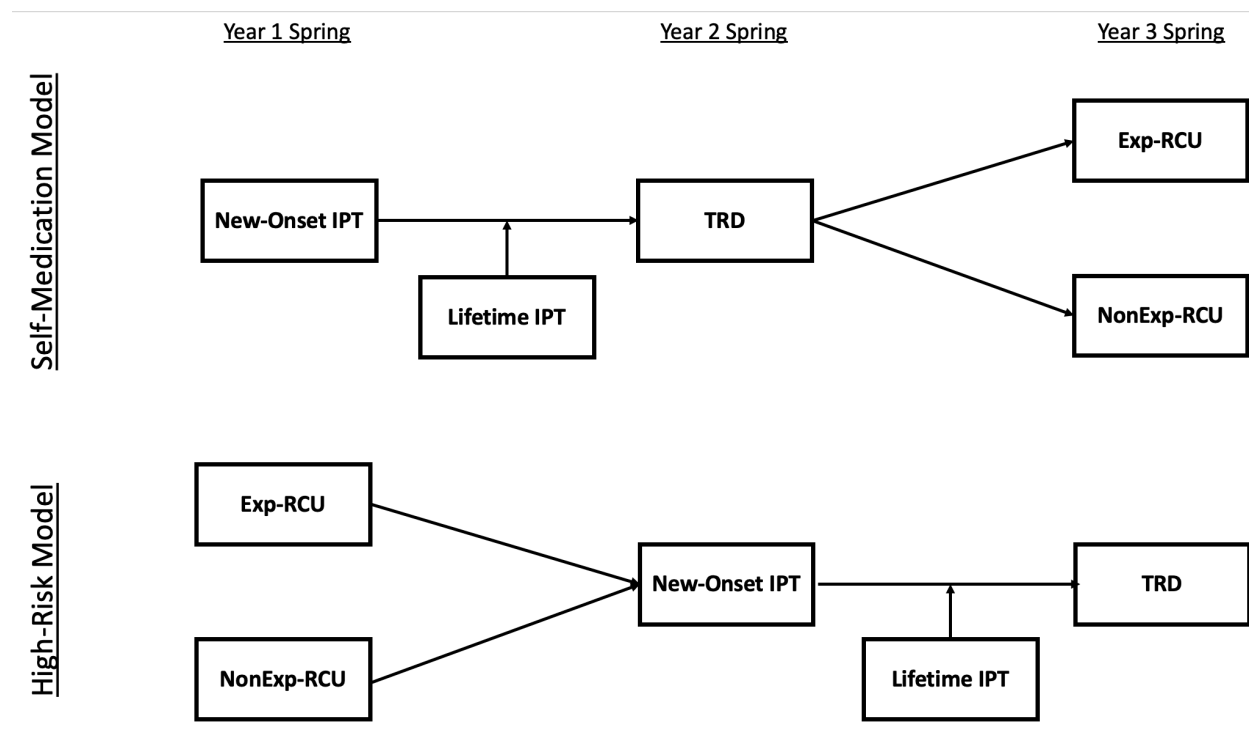 Year 1 Spring
Year 2 Spring
Year 3 Spring
Self-Medication Model
Exp-RCU
New-Onset IPT
TRD
Lifetime IPT
NonExp-RCU
High-Risk Model
Exp-RCU
New-Onset IPT
TRD
NonExp-RCU
Lifetime IPT